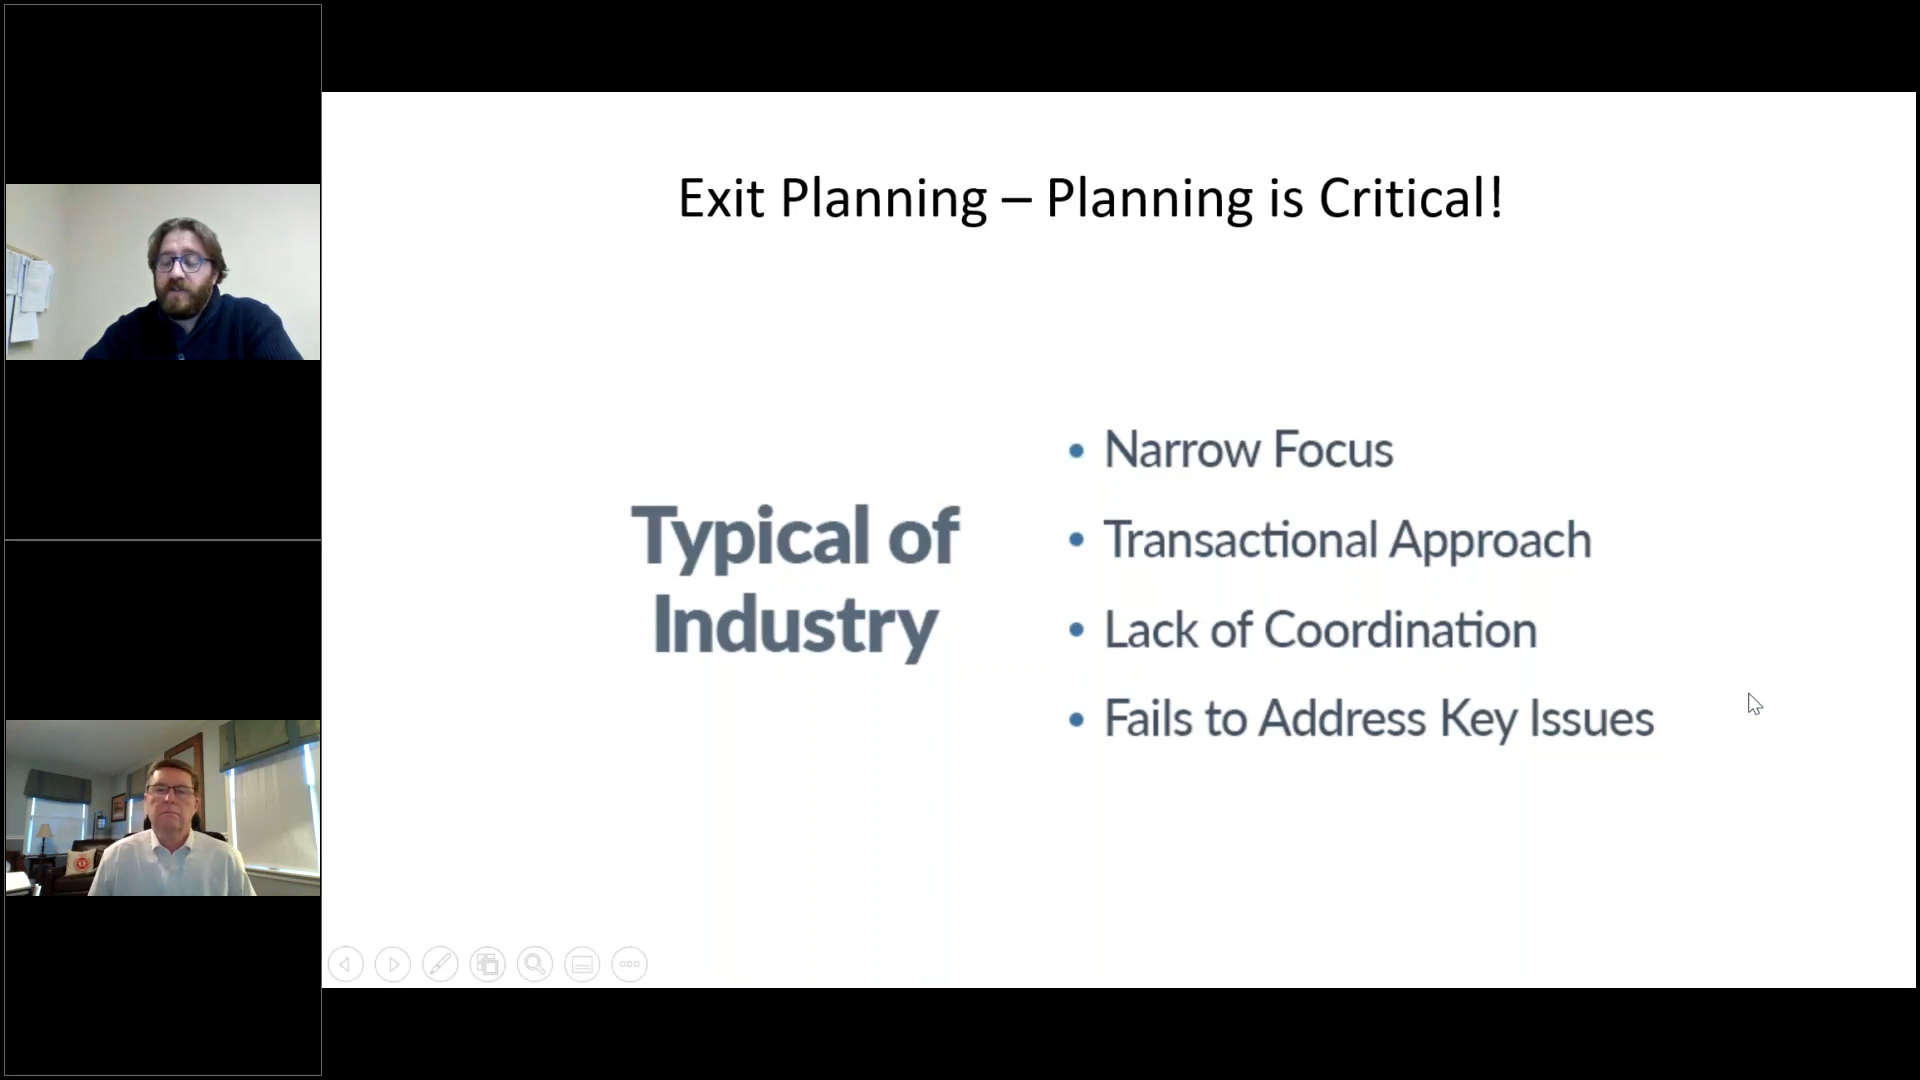 Exit Planning – Planning is Critical!
Typical of
Industry
• Narrow Focus
• Transactional Approach
• Lack of Coordination
• Fails to Address Key Issues